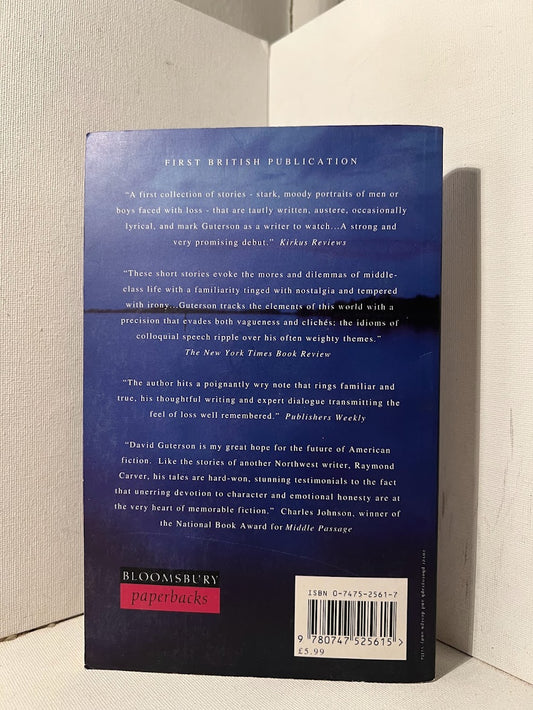 FIRST BRITISH PUBLICATION
“A first collection of stories - stark, moody portraits of men or
boys faced with loss - that are tautly written, austere, occasionally
lyrical, and mark Guterson as a writer to watch...A strong and
very promising debut.” Kirkus Reviews
“These short stories evoke the mores and dilemmas of middle-
class life with a familiarity tinged with nostalgia and tempered
with irony...Guterson tracks the elements of this world with a
precision that evades both vagueness and clichés; the idioms of
colloquial speech ripple over his often weighty themes.”
The New York Times Book Review
“The author hits a poignantly wry note that rings familiar and
true, his thoughtful writing and expert dialogue transmitting the
feel of loss well remembered.” Publishers Weekly
“David Guterson is my great hope for the future of American
fiction. Like the stories of another Northwest writer, Raymond
Carver, his tales are hard-won, stunning testimonials to the fact
that unerring devotion to character and emotional honesty are at
the very heart of memorable fiction.” Charles Johnson, winner of
the National Book Award for Middle Passage
BLOOMSBURY
paperbacks
ISBN 0-7475-2561-7
9 780747 525615 >
£5.99
cover photograph and design andy vella